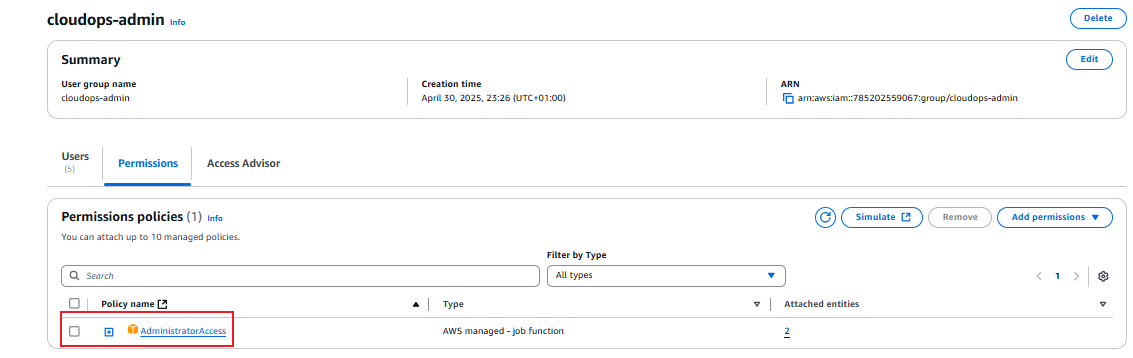 cloudops-admin Info
Delete
Summary
Edit
User group name
cloudops-admin
Creation time
April 30, 2025, 23:26 (UTC+01:00)
ARN
arn:aws:iam::785202559067:group/cloudops-admin
Users
(5)
Permissions
Access Advisor
Permissions policies (1) Info
Simulate
Remove
Add permissions
You can attach up to 10 managed policies.
Filter by Type
Search
All types
1
Policy name
Type
Attached entities
AdministratorAccess
AWS managed - job function
2